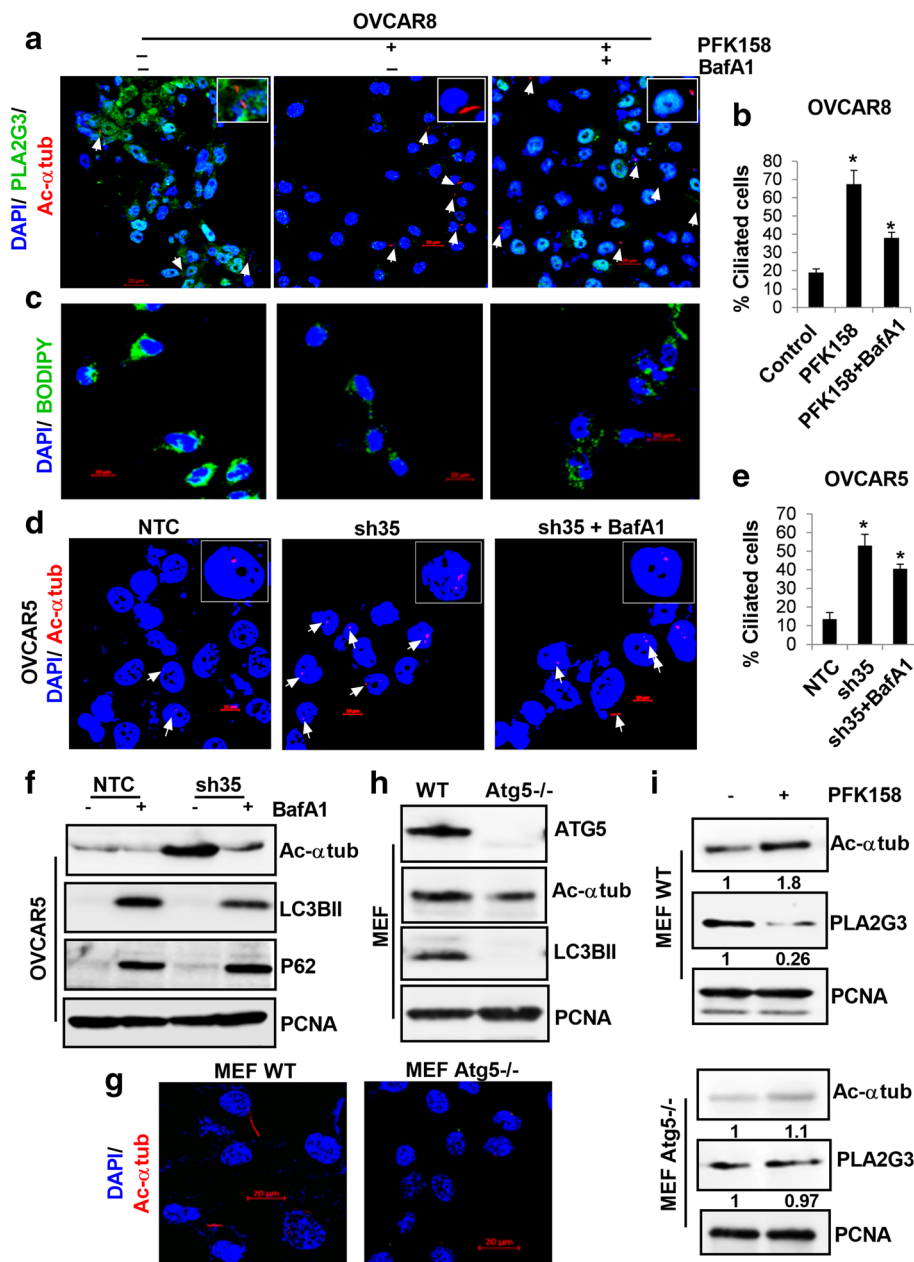 a
OVCAR8
– + + PFK158
– – + BafA1
DAPI/ PLA2G3/
Ac-αtub
20 µm
b
OVCAR8
% Ciliated cells
80
70
60
50
40
30
20
10
0
*
*
Control
PFK158
PFK158+BafA1
c
DAPI/ BODIPY
d
NTC
sh35
sh35 + BafA1
OVCAR5
DAPI/ Ac-αtub
e
OVCAR5
% Ciliated cells
70
60
50
40
30
20
10
0
*
*
NTC
sh35
sh35+BafA1
f
NTC sh35
- + - + BafA1
OVCAR5
Ac-αtub
LC3BII
P62
PCNA
g
MEF WT
MEF Atg5-/-
DAPI/
Ac-αtub
20 µm
20 µm
h
WT Atg5-/-
MEF
ATG5
Ac-αtub
LC3BII
PCNA
i
- + PFK158
MEF WT
Ac-αtub
1 1.8
PLA2G3
1 0.26
PCNA
MEF Atg5-/-
Ac-αtub
1 1.1
PLA2G3
1 0.97
PCNA